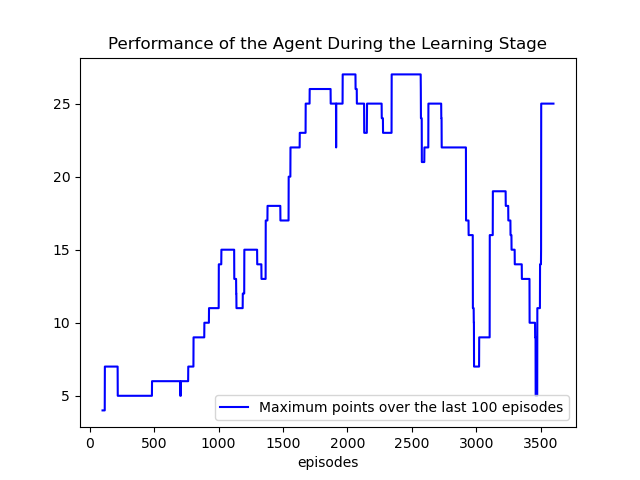 Performance of the Agent During the Learning Stage
25
20
15
10
5
Maximum points over the last 100 episodes
0 500 1000 1500 2000 2500 3000 3500
episodes